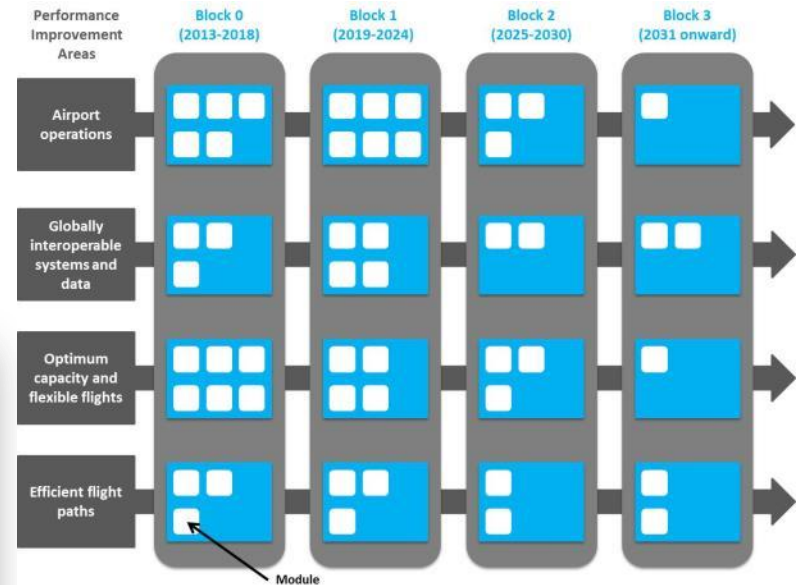 Performance
Improvement
Areas
Block 0
(2013-2018)
Block 1
(2019-2024)
Block 2
(2025-2030)
Block 3
(2031 onward)
Airport
operations
Globally
interoperable
systems and
data
Optimum
capacity and
flexible flights
Efficient flight
paths
Module